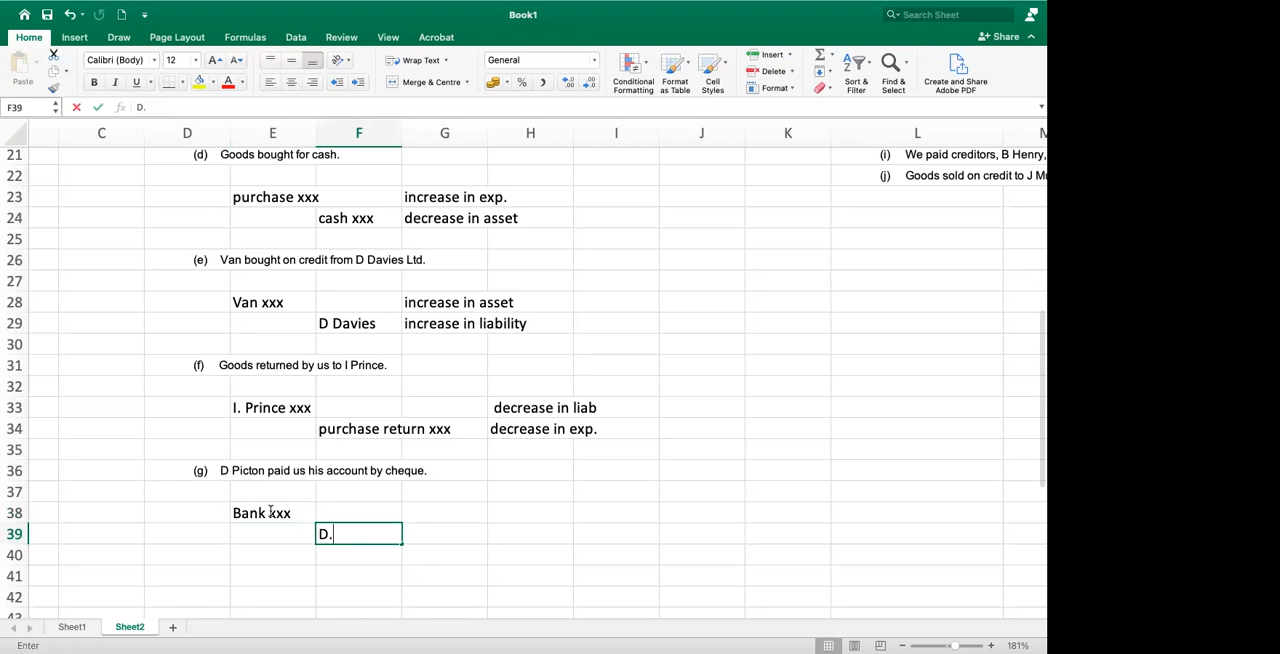 Book1
Search Sheet
Home Insert Draw Page Layout Formulas Data Review View Acrobat
Share
Paste
Calibri (Body) 12
Wrap Text
General
Insert
B I U
Merge & Centre
Conditional Formatting
Format as Table
Cell Styles
Delete
Format
Sort & Filter
Find & Select
Create and Share Adobe PDF
F39 fx D.
C D E F G H I J K L M
21 (d) Goods bought for cash. (i) We paid creditors, B Henry,
22 (j) Goods sold on credit to J Mu
23 purchase xxx increase in exp.
24 cash xxx decrease in asset
25
26 (e) Van bought on credit from D Davies Ltd.
27
28 Van xxx increase in asset
29 D Davies increase in liability
30
31 (f) Goods returned by us to I Prince.
32
33 I. Prince xxx decrease in liab
34 purchase return xxx decrease in exp.
35
36 (g) D Picton paid us his account by cheque.
37
38 Bank xxx
39 D.
40
41
42
43
Sheet1 Sheet2 +
Enter 181%